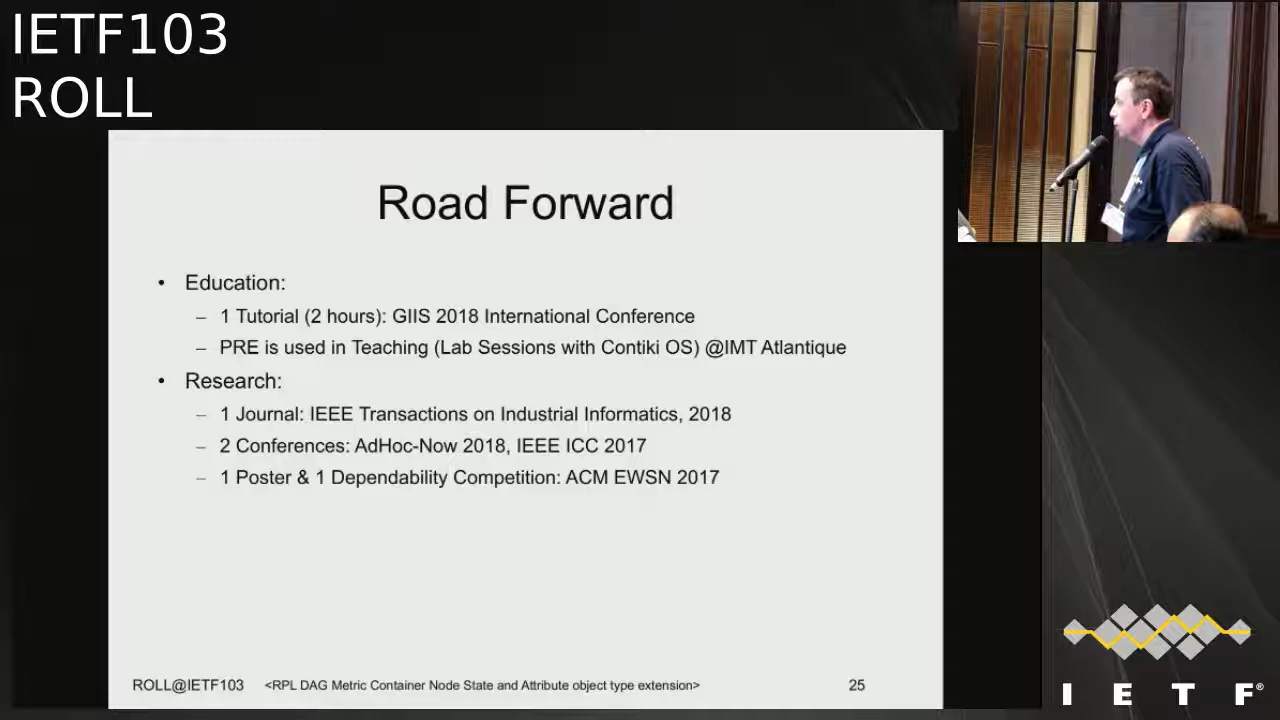 IETF103
ROLL
Road Forward
• Education:
– 1 Tutorial (2 hours): GIIS 2018 International Conference
– PRE is used in Teaching (Lab Sessions with Contiki OS) @IMT Atlantique
• Research:
– 1 Journal: IEEE Transactions on Industrial Informatics, 2018
– 2 Conferences: AdHoc-Now 2018, IEEE ICC 2017
– 1 Poster & 1 Dependability Competition: ACM EWSN 2017
ROLL@IETF103 <RPL DAG Metric Container Node State and Attribute object type extension> 25
I E T F®